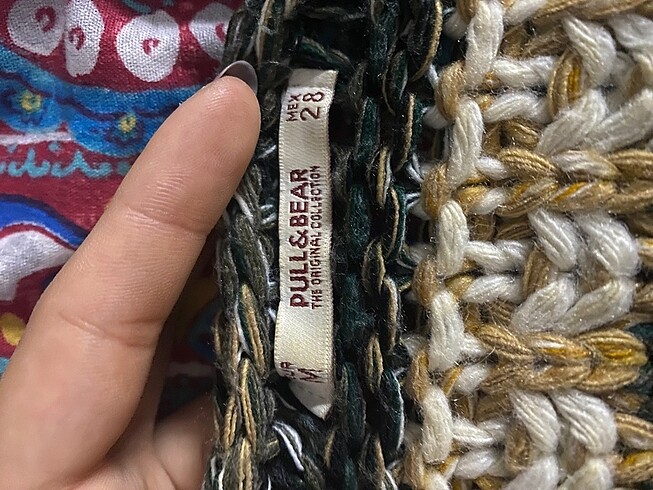 MEX
28
PULL&BEAR
THE ORIGINAL COLLECTION
M